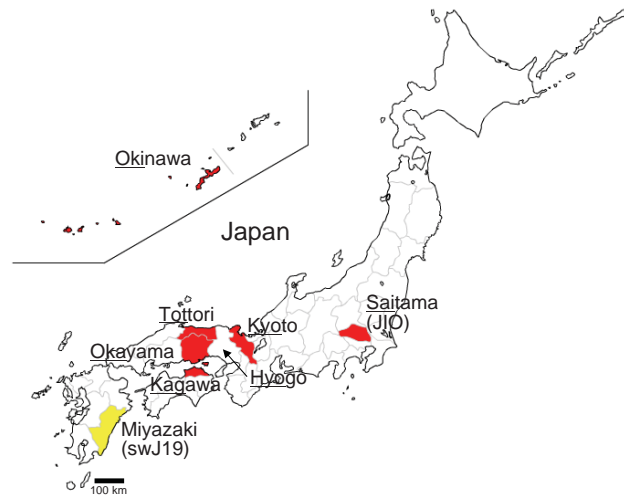 Okinawa
Japan
Saitama
(JIO)
Tottori
Kyoto
Okayama
Hyogo
Kagawa
Miyazaki
(swJ19)
100 km